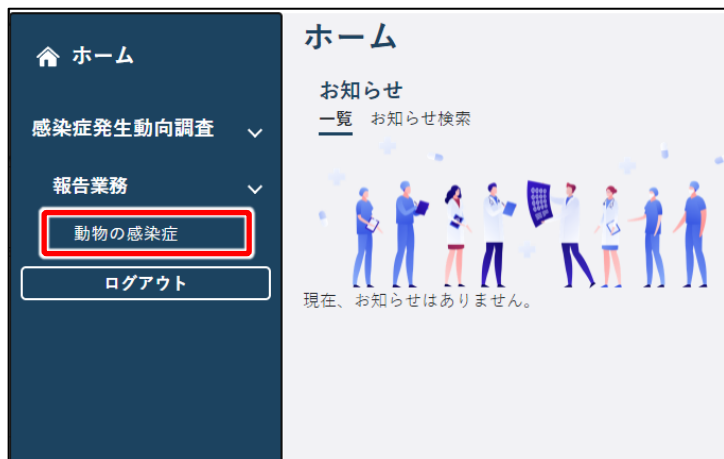 ホーム
感染症発生動向調査
報告業務
動物の感染症
ログアウト
ホーム
お知らせ
一覧 お知らせ検索
現在、お知らせはありません。